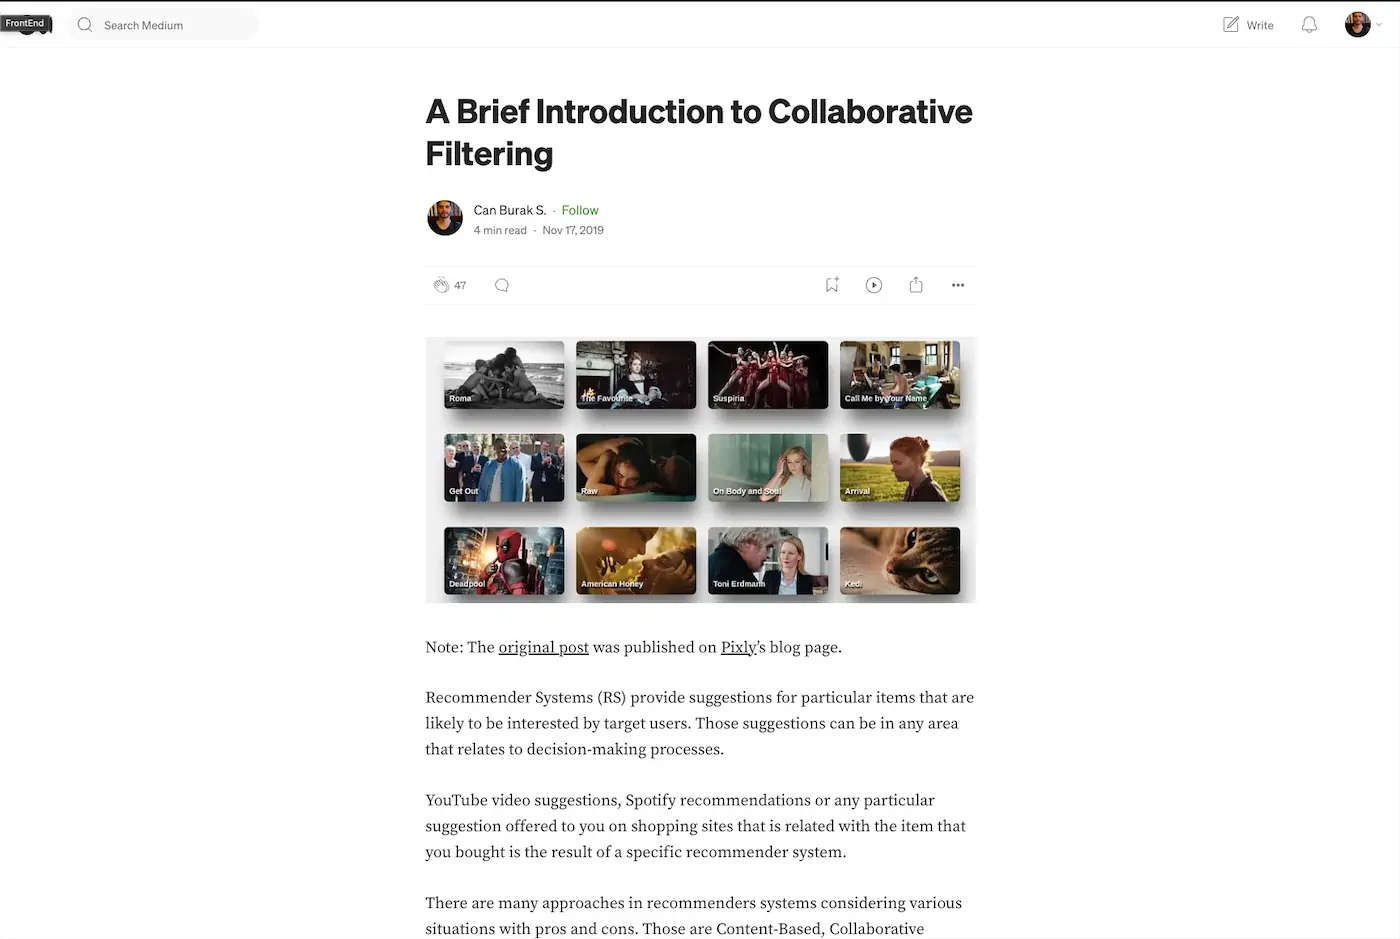 FrontEnd
Search Medium
Write
A Brief Introduction to Collaborative
Filtering
Can Burak S. · Follow
4 min read · Nov 17, 2019
47
Roma
The Favourite
Suspiria
Call Me by Your Name
Get Out
Raw
On Body and Soul
Arrival
Deadpool
American Honey
Toni Erdmann
Kedi
Note: The original post was published on Pixly's blog page.
Recommender Systems (RS) provide suggestions for particular items that are
likely to be interested by target users. Those suggestions can be in any area
that relates to decision-making processes.
YouTube video suggestions, Spotify recommendations or any particular
suggestion offered to you on shopping sites that is related with the item that
you bought is the result of a specific recommender system.
There are many approaches in recommenders systems considering various
situations with pros and cons. Those are Content-Based, Collaborative